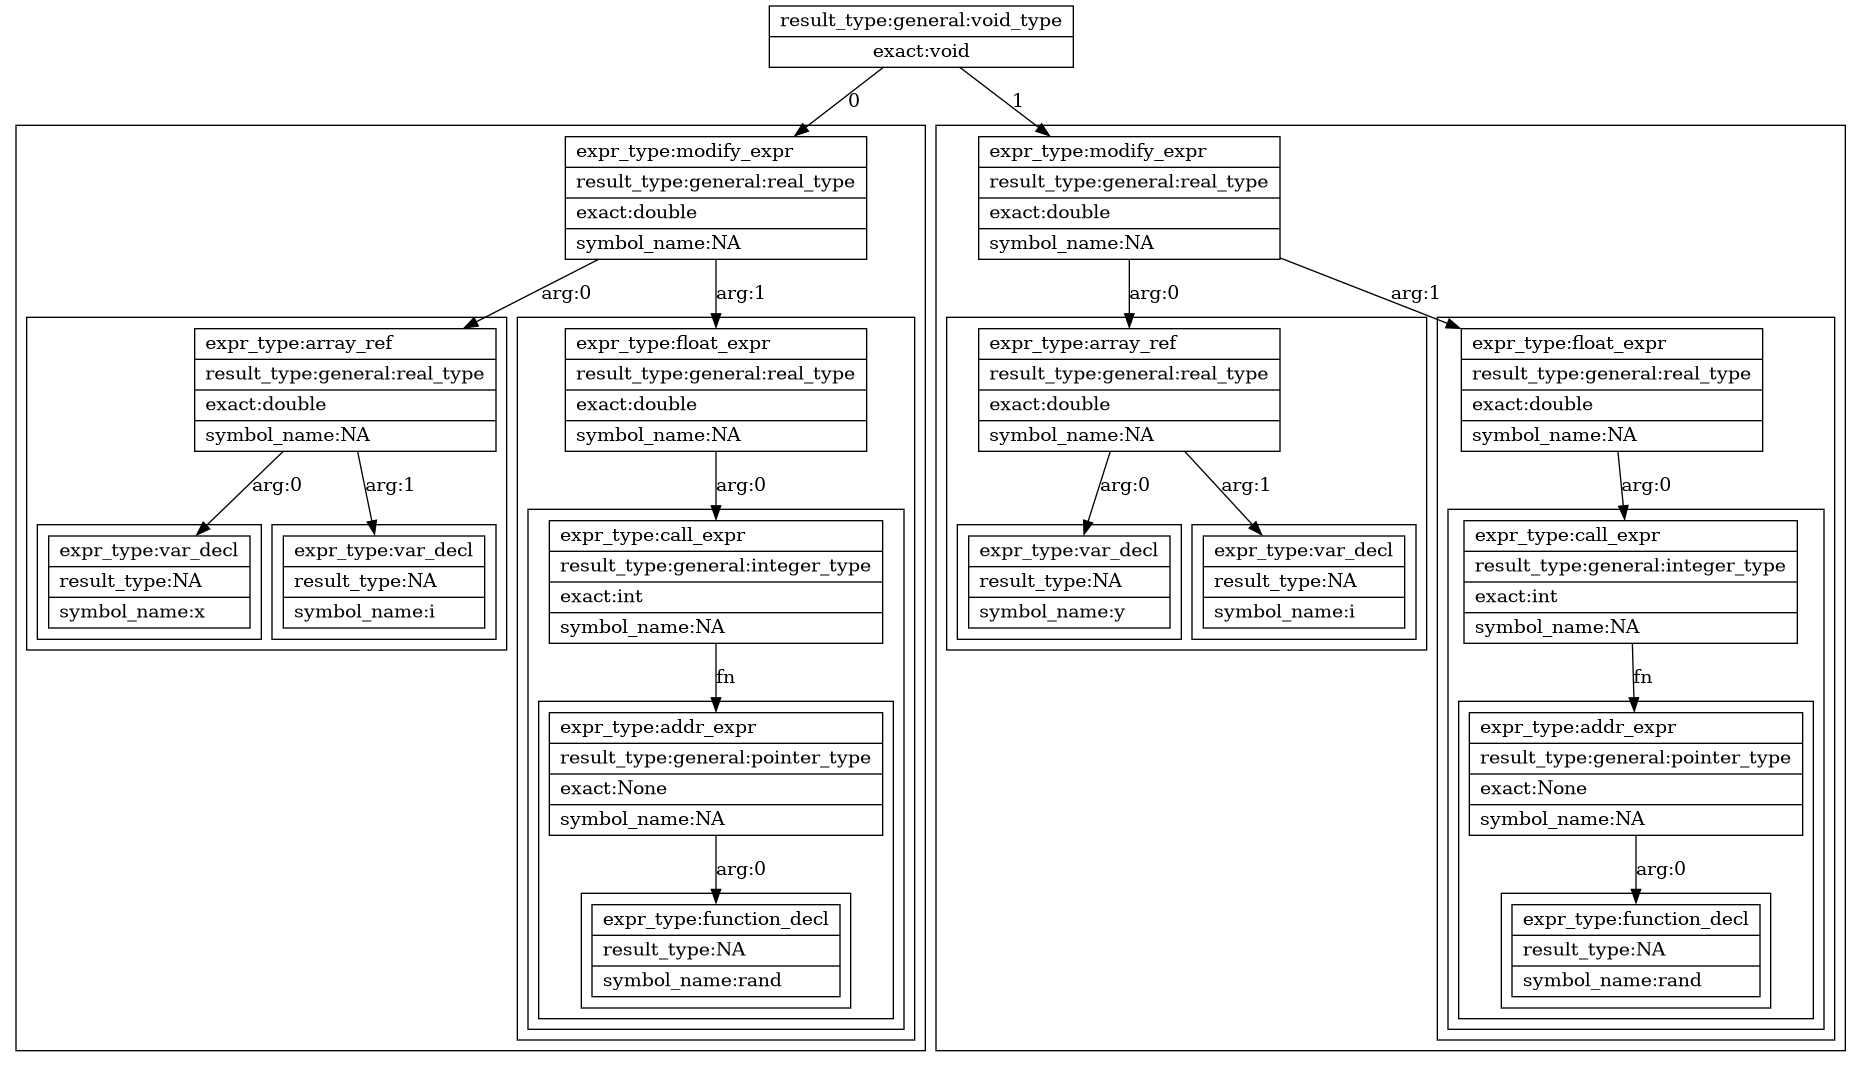 result_type:general:void_type
exact:void
0
1
expr_type:modify_expr
result_type:general:real_type
exact:double
symbol_name:NA
expr_type:modify_expr
result_type:general:real_type
exact:double
symbol_name:NA
arg:0
arg:1
arg:0
arg:1
expr_type:array_ref
result_type:general:real_type
exact:double
symbol_name:NA
expr_type:float_expr
result_type:general:real_type
exact:double
symbol_name:NA
expr_type:array_ref
result_type:general:real_type
exact:double
symbol_name:NA
expr_type:float_expr
result_type:general:real_type
exact:double
symbol_name:NA
arg:0
arg:1
arg:0
arg:0
arg:1
arg:0
expr_type:var_decl
result_type:NA
symbol_name:x
expr_type:var_decl
result_type:NA
symbol_name:i
expr_type:call_expr
result_type:general:integer_type
exact:int
symbol_name:NA
expr_type:var_decl
result_type:NA
symbol_name:y
expr_type:var_decl
result_type:NA
symbol_name:i
expr_type:call_expr
result_type:general:integer_type
exact:int
symbol_name:NA
fn
fn
expr_type:addr_expr
result_type:general:pointer_type
exact:None
symbol_name:NA
expr_type:addr_expr
result_type:general:pointer_type
exact:None
symbol_name:NA
arg:0
arg:0
expr_type:function_decl
result_type:NA
symbol_name:rand
expr_type:function_decl
result_type:NA
symbol_name:rand